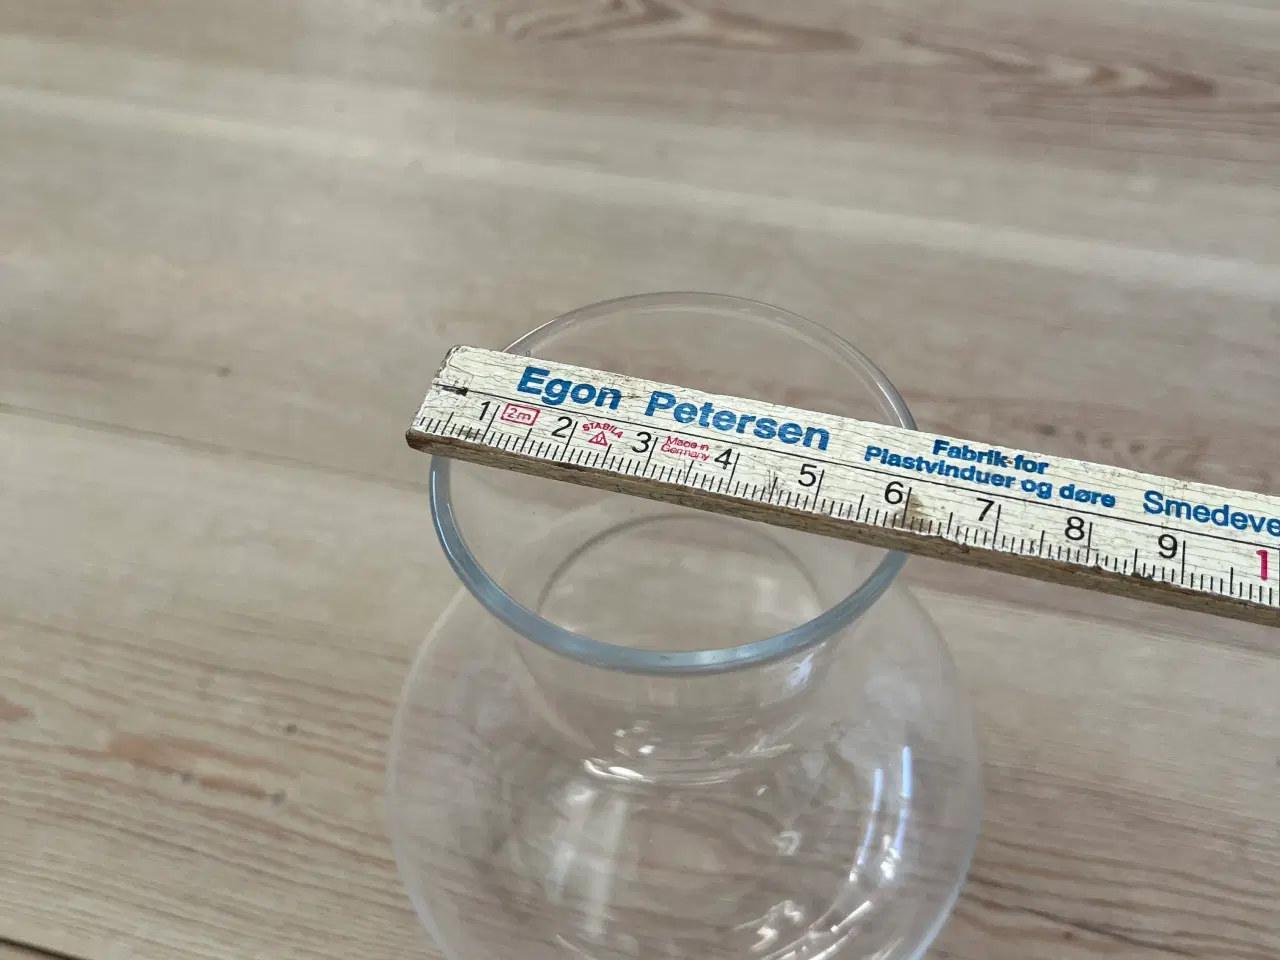 Egon Petersen
Fabrik for
Plastvinduer og døre
Smedeve
1 2m 2 STABILA 3 Made in Germany 4 5 6 7 8 9 1